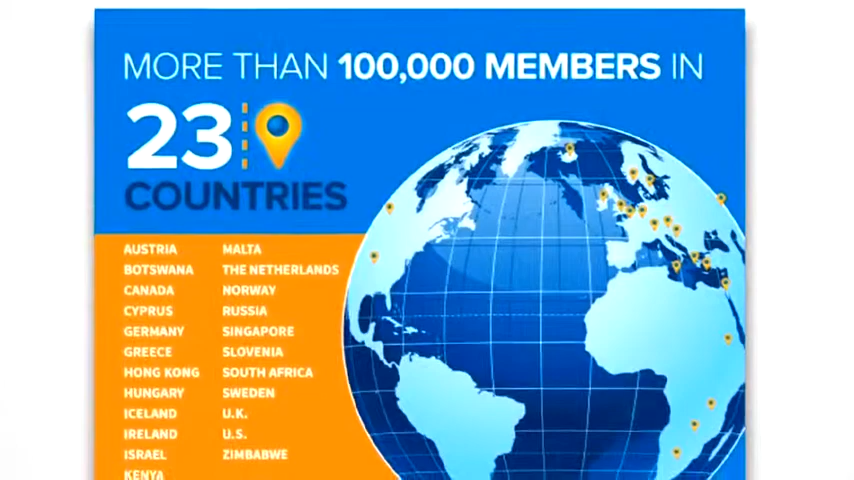 MORE THAN 100,000 MEMBERS IN
23
COUNTRIES
AUSTRIA
BOTSWANA
CANADA
CYPRUS
GERMANY
GREECE
HONG KONG
HUNGARY
ICELAND
IRELAND
ISRAEL
KENYA
MALTA
THE NETHERLANDS
NORWAY
RUSSIA
SINGAPORE
SLOVENIA
SOUTH AFRICA
SWEDEN
U.K.
U.S.
ZIMBABWE